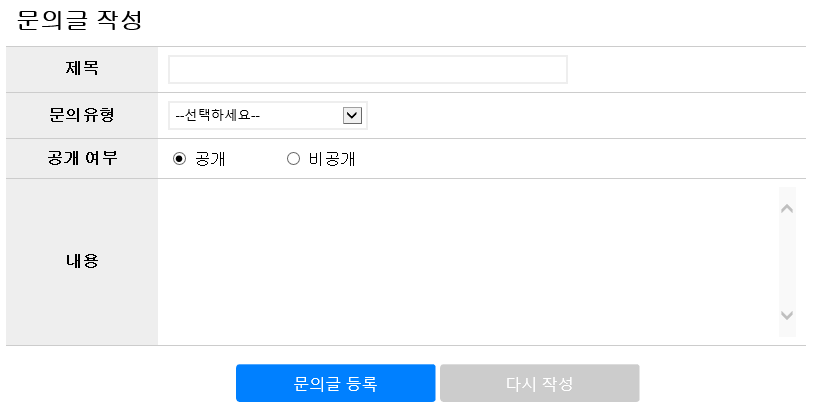 문의글 작성
제목
문의유형
--선택하세요--
공개 여부
공개 비공개
내용
문의글 등록 다시 작성